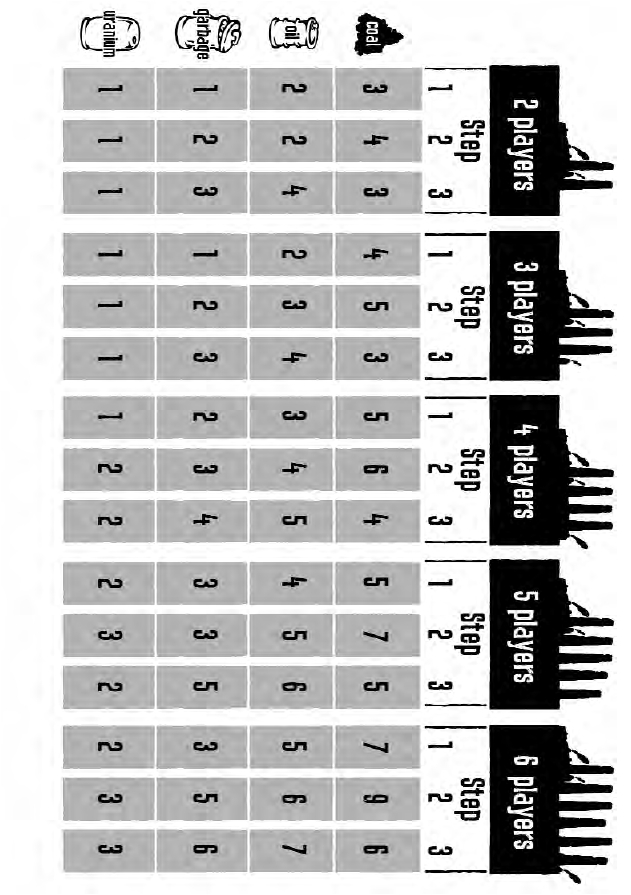 2 players 3 players 4 players 5 players 6 players
Step Step Step Step Step
1 2 3 1 2 3 1 2 3 1 2 3 1 2 3
coal 3 4 3 4 5 3 5 6 4 5 7 5 7 9 6
oil 2 2 4 2 3 4 3 4 5 4 5 6 5 6 7
garbage 1 2 3 1 2 3 2 3 4 3 3 5 3 5 6
uranium 1 1 1 1 1 1 1 2 2 2 3 2 2 3 3